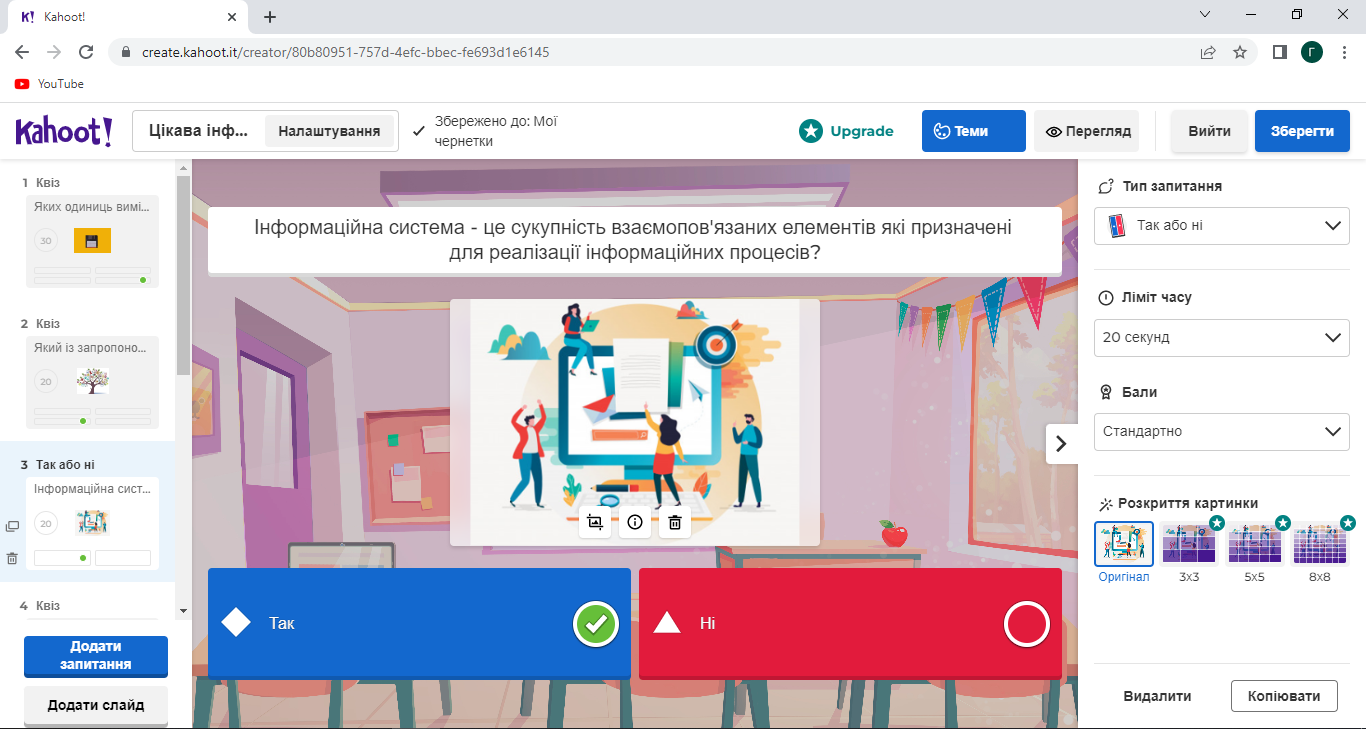 Kahoot!
create.kahoot.it/creator/80b80951-757d-4efc-bbec-fe693d1e6145
Г
YouTube
Kahoot!
Цікава інф...
Налаштування
Збережено до: Мої
чернетки
Upgrade
Теми
Перегляд
Вийти
Зберегти
1 Квіз
Яких одиниць вимі...
30
2 Квіз
Який із запропоно...
20
3 Так або ні
Інформаційна сист...
20
4 Квіз
Додати
запитання
Додати слайд
Інформаційна система - це сукупність взаємопов'язаних елементів які призначені
для реалізації інформаційних процесів?
Так
Ні
Тип запитання
Так або ні
Ліміт часу
20 секунд
Бали
Стандартно
Розкриття картинки
Оригінал
3x3
5x5
8x8
Видалити
Копіювати